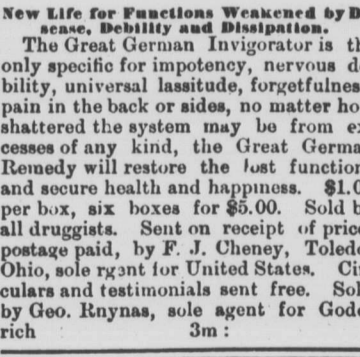 New Life for Functions Weakened by D
sease, Debility and Dissipation.
The Great German Invigorator is th
only specific for impotency, nervous de
bility, universal lassitude, forgetfulnes
pain in the back or sides, no matter ho
shattered the system may be from ex
cesses of any kind, the Great Germa
Remedy will restore the lost function
and secure health and happiness. $1.0
per box, six boxes for $5.00. Sold b
all druggists. Sent on receipt of price
postage paid, by F. J. Cheney, Toledo
Ohio, sole rgant for United States. Cir
culars and testimonials sent free. Sol
by Geo. Rnynas, sole agent for Gode
rich 3m: